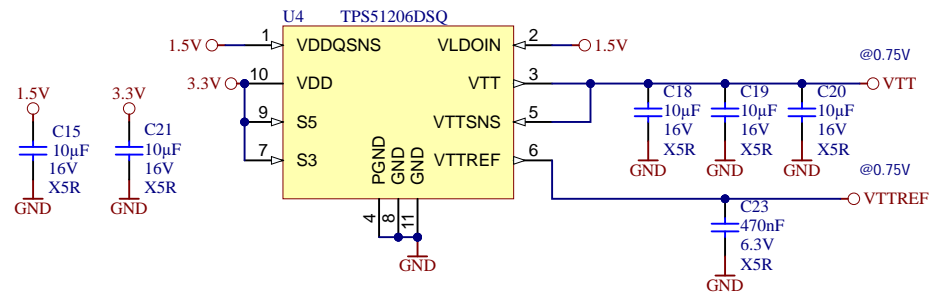 U4 TPS51206DSQ
1.5V 1 VDDQSNS VLDOIN 2 1.5V
@0.75V
3.3V 10 VDD VTT 3 VTT
1.5V 3.3V C18 C19 C20
10µF 10µF 10µF
9 S5 VTTSNS 5
C15 C21 16V 16V 16V
10µF 10µF X5R X5R X5R
16V 16V 7 S3 VTTREF 6 GND GND GND
X5R X5R @0.75V
PGND GND GND
GND GND VTTREF
4 8 11 C23
470nF
6.3V
GND X5R
GND